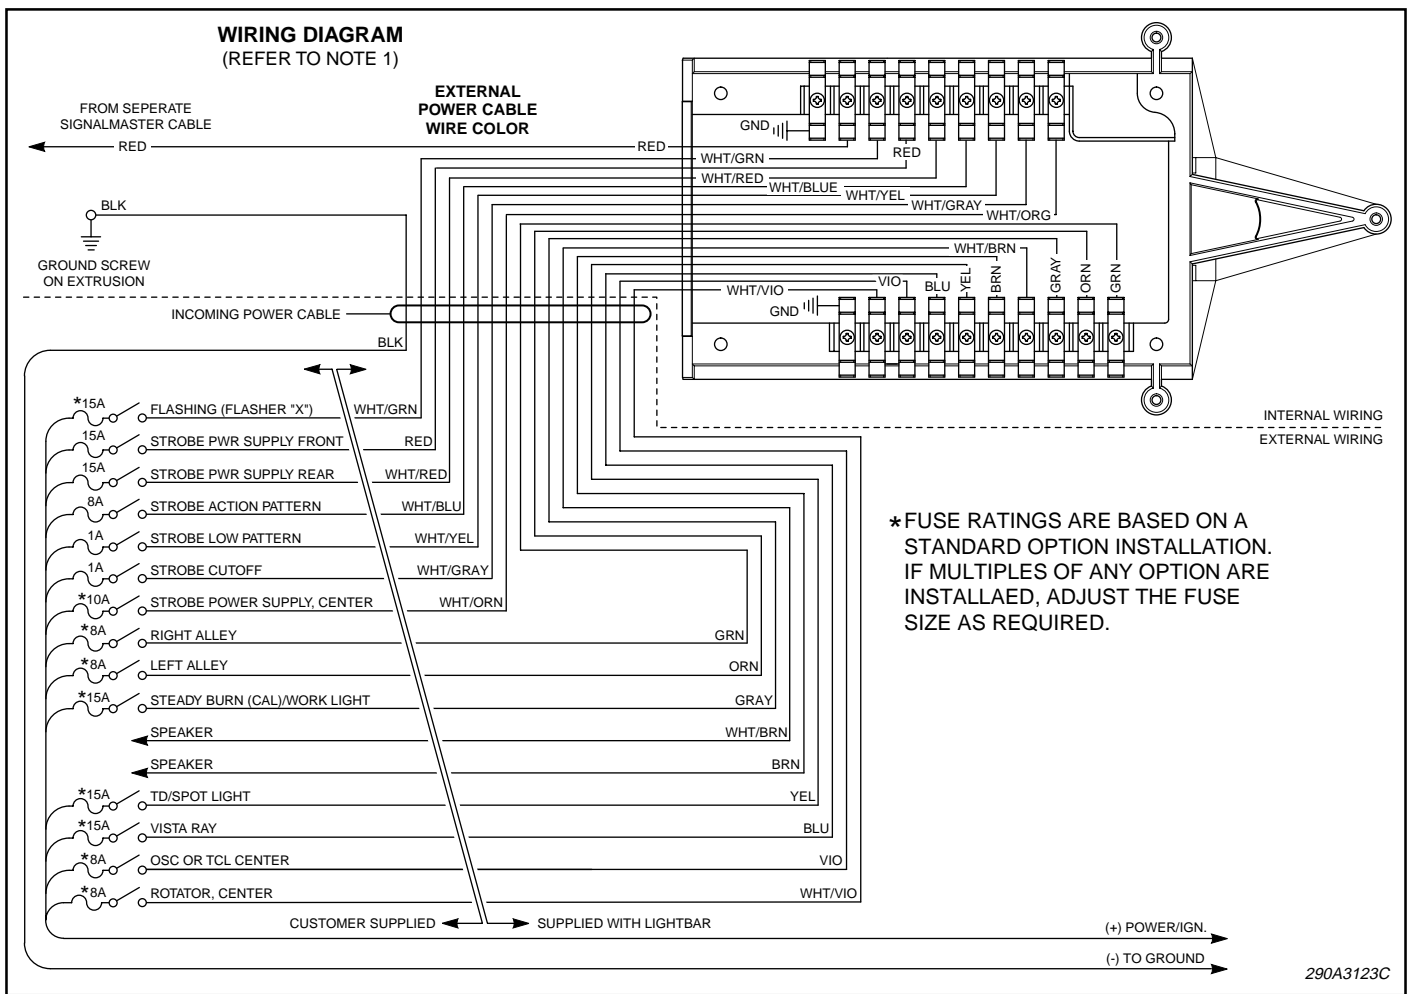 WIRING DIAGRAM
(REFER TO NOTE 1)
FROM SEPERATE
SIGNALMASTER CABLE
EXTERNAL
POWER CABLE
WIRE COLOR
RED
RED
GND
WHT/GRN
RED
WHT/RED
WHT/BLUE
WHT/YEL
WHT/GRAY
WHT/ORG
BLK
GROUND SCREW
ON EXTRUSION
WHT/BRN
WHT/VIO
VIO
BLU
YEL
BRN
GRAY
ORN
GRN
GND
INCOMING POWER CABLE
BLK
INTERNAL WIRING
EXTERNAL WIRING
*15A FLASHING (FLASHER "X") WHT/GRN
15A STROBE PWR SUPPLY FRONT RED
15A STROBE PWR SUPPLY REAR WHT/RED
8A STROBE ACTION PATTERN WHT/BLU
1A STROBE LOW PATTERN WHT/YEL
1A STROBE CUTOFF WHT/GRAY
*10A STROBE POWER SUPPLY, CENTER WHT/ORN
*8A RIGHT ALLEY GRN
*8A LEFT ALLEY ORN
*15A STEADY BURN (CAL)/WORK LIGHT GRAY
SPEAKER WHT/BRN
SPEAKER BRN
*15A TD/SPOT LIGHT YEL
*15A VISTA RAY BLU
*8A OSC OR TCL CENTER VIO
*8A ROTATOR, CENTER WHT/VIO
*FUSE RATINGS ARE BASED ON A
STANDARD OPTION INSTALLATION.
IF MULTIPLES OF ANY OPTION ARE
INSTALLAED, ADJUST THE FUSE
SIZE AS REQUIRED.
CUSTOMER SUPPLIED
SUPPLIED WITH LIGHTBAR
(+) POWER/IGN.
(-) TO GROUND
290A3123C